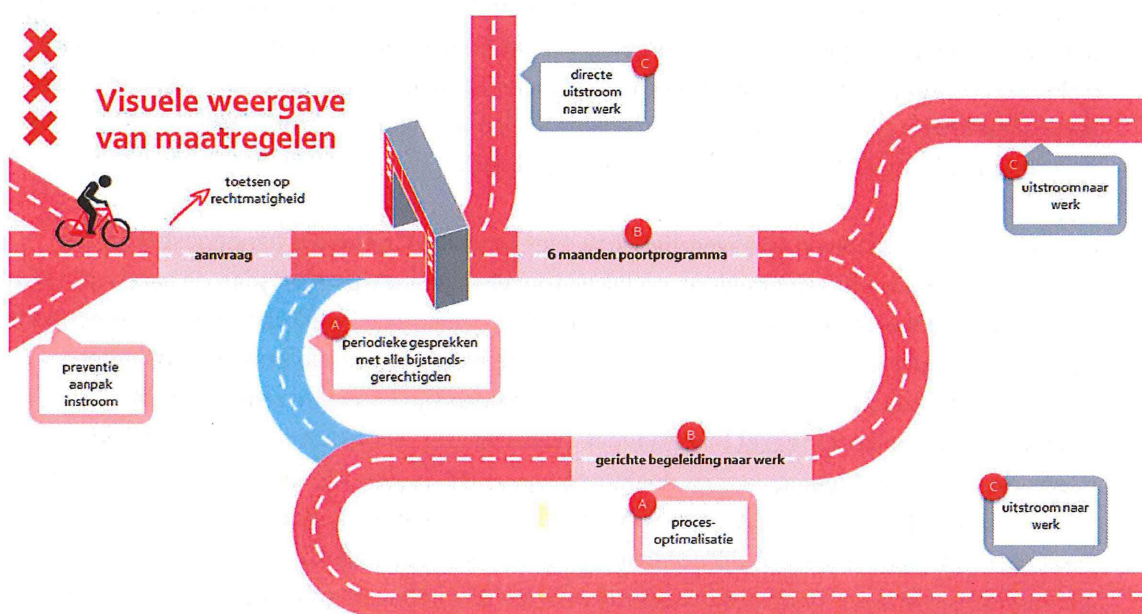 Visuele weergave
van maatregelen
toetsen op
rechtmatigheid
C
directe
uitstroom
naar werk
C
uitstroom naar
werk
aanvraag
B
6 maanden poortprogramma
A
periodieke gesprekken
met alle bijstands-
gerechtigden
preventie
aanpak
instroom
B
gerichte begeleiding naar werk
A
proces-
optimalisatie
C
uitstroom naar
werk